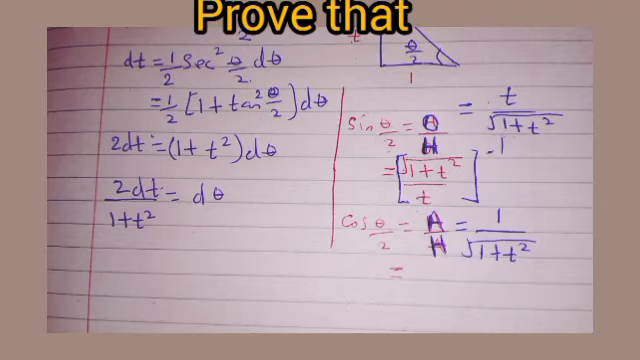 Prove that
2
dt = 1/2 sec² θ/2 dθ
= 1/2 [1 + tan² θ/2] dθ
2dt = (1 + t²) dθ
2dt/1+t² = dθ
t
θ/2
1
sin θ/2 = O/H = t/√1+t²
= [√1+t²/t]⁻¹
cos θ/2 = A/H = 1/√1+t²
=